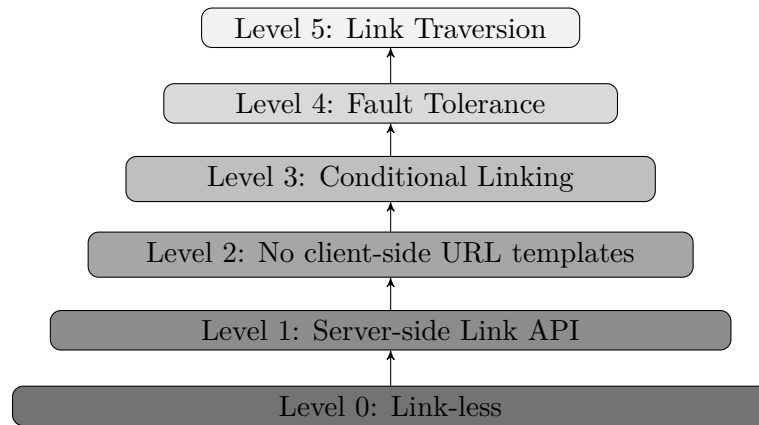 Level 5: Link Traversion
Level 4: Fault Tolerance
Level 3: Conditional Linking
Level 2: No client-side URL templates
Level 1: Server-side Link API
Level 0: Link-less